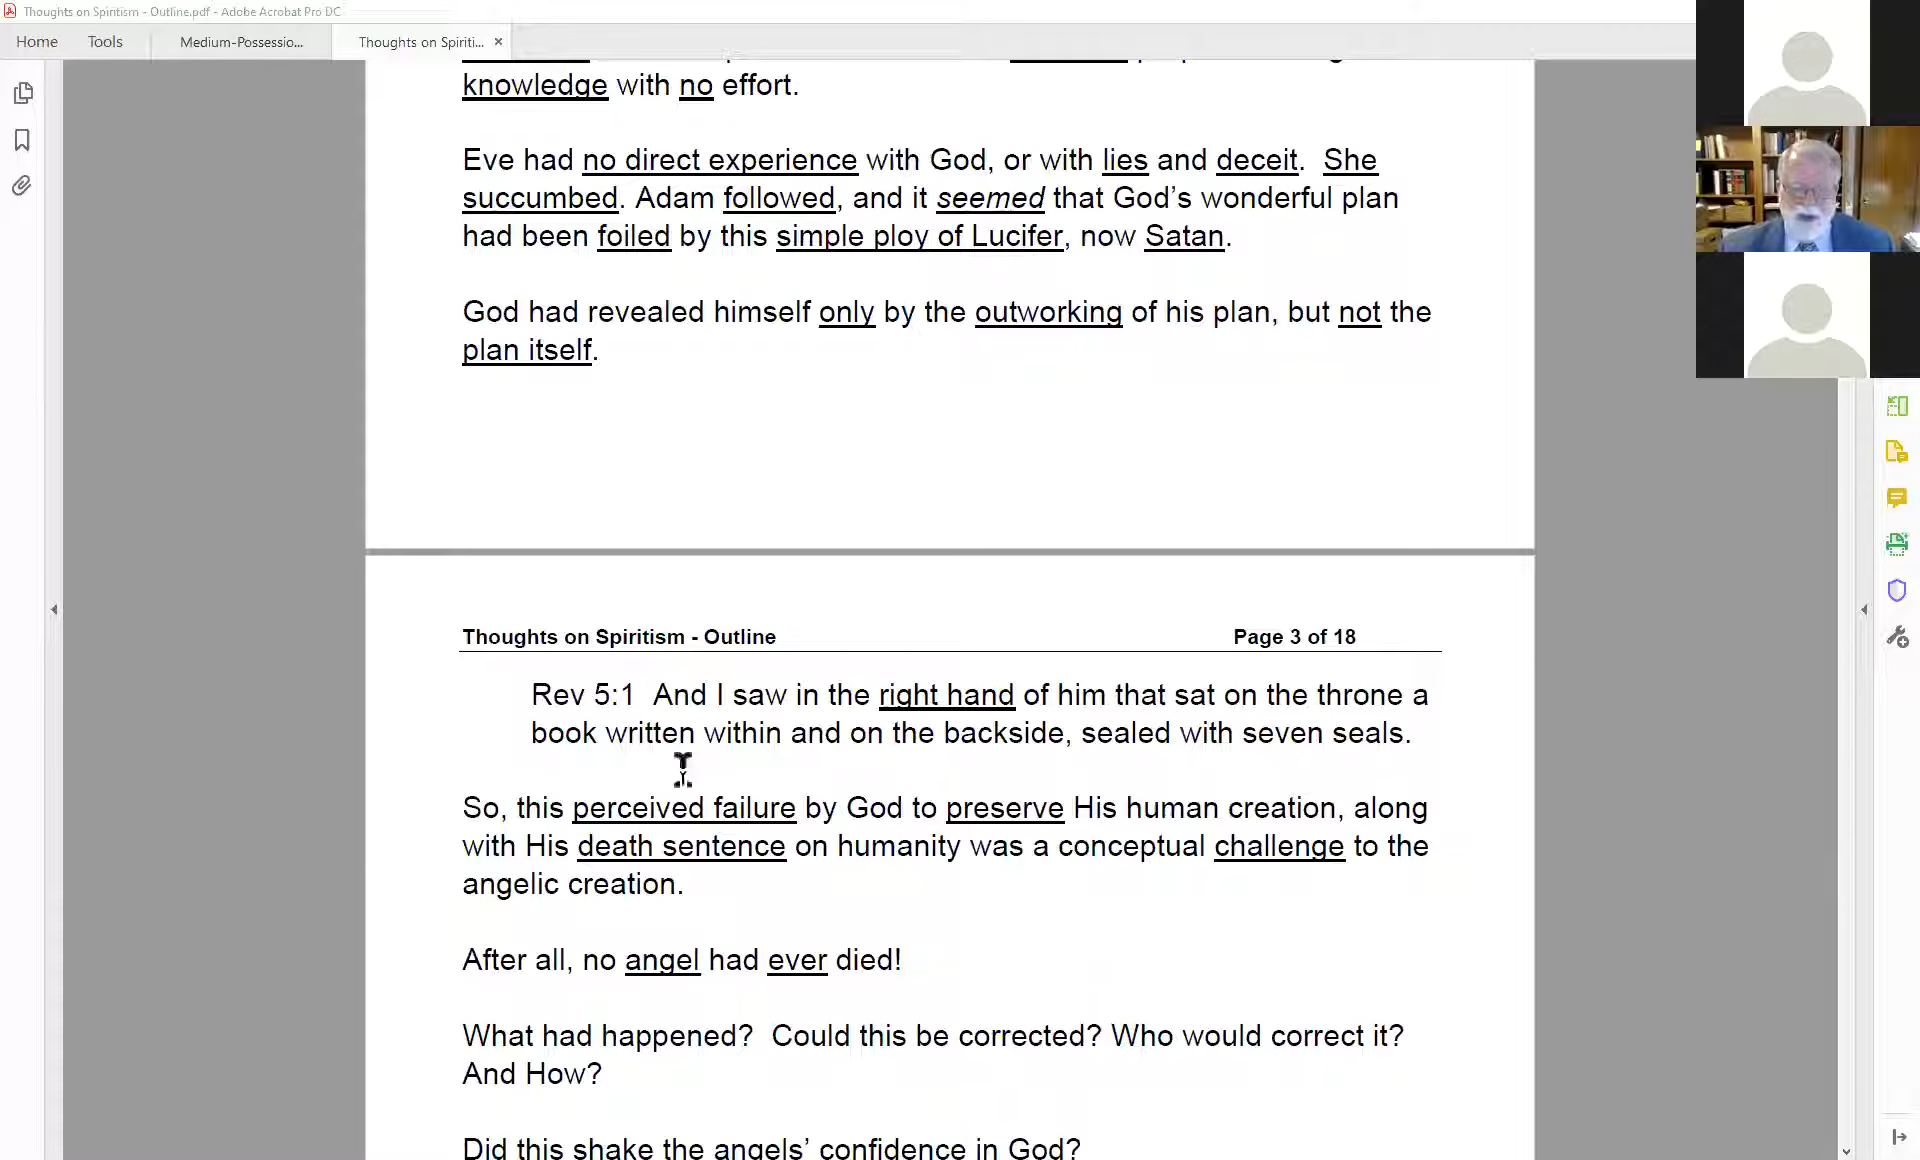 Thoughts on Spiritism - Outline.pdf - Adobe Acrobat Pro DC
Home Tools Medium-Possessio... Thoughts on Spiriti... ×
knowledge with no effort.
Eve had no direct experience with God, or with lies and deceit. She
succumbed. Adam followed, and it seemed that God’s wonderful plan
had been foiled by this simple ploy of Lucifer, now Satan.
God had revealed himself only by the outworking of his plan, but not the
plan itself.
Thoughts on Spiritism - Outline Page 3 of 18
Rev 5:1 And I saw in the right hand of him that sat on the throne a
book written within and on the backside, sealed with seven seals.
So, this perceived failure by God to preserve His human creation, along
with His death sentence on humanity was a conceptual challenge to the
angelic creation.
After all, no angel had ever died!
What had happened? Could this be corrected? Who would correct it?
And How?
Did this shake the angels’ confidence in God?